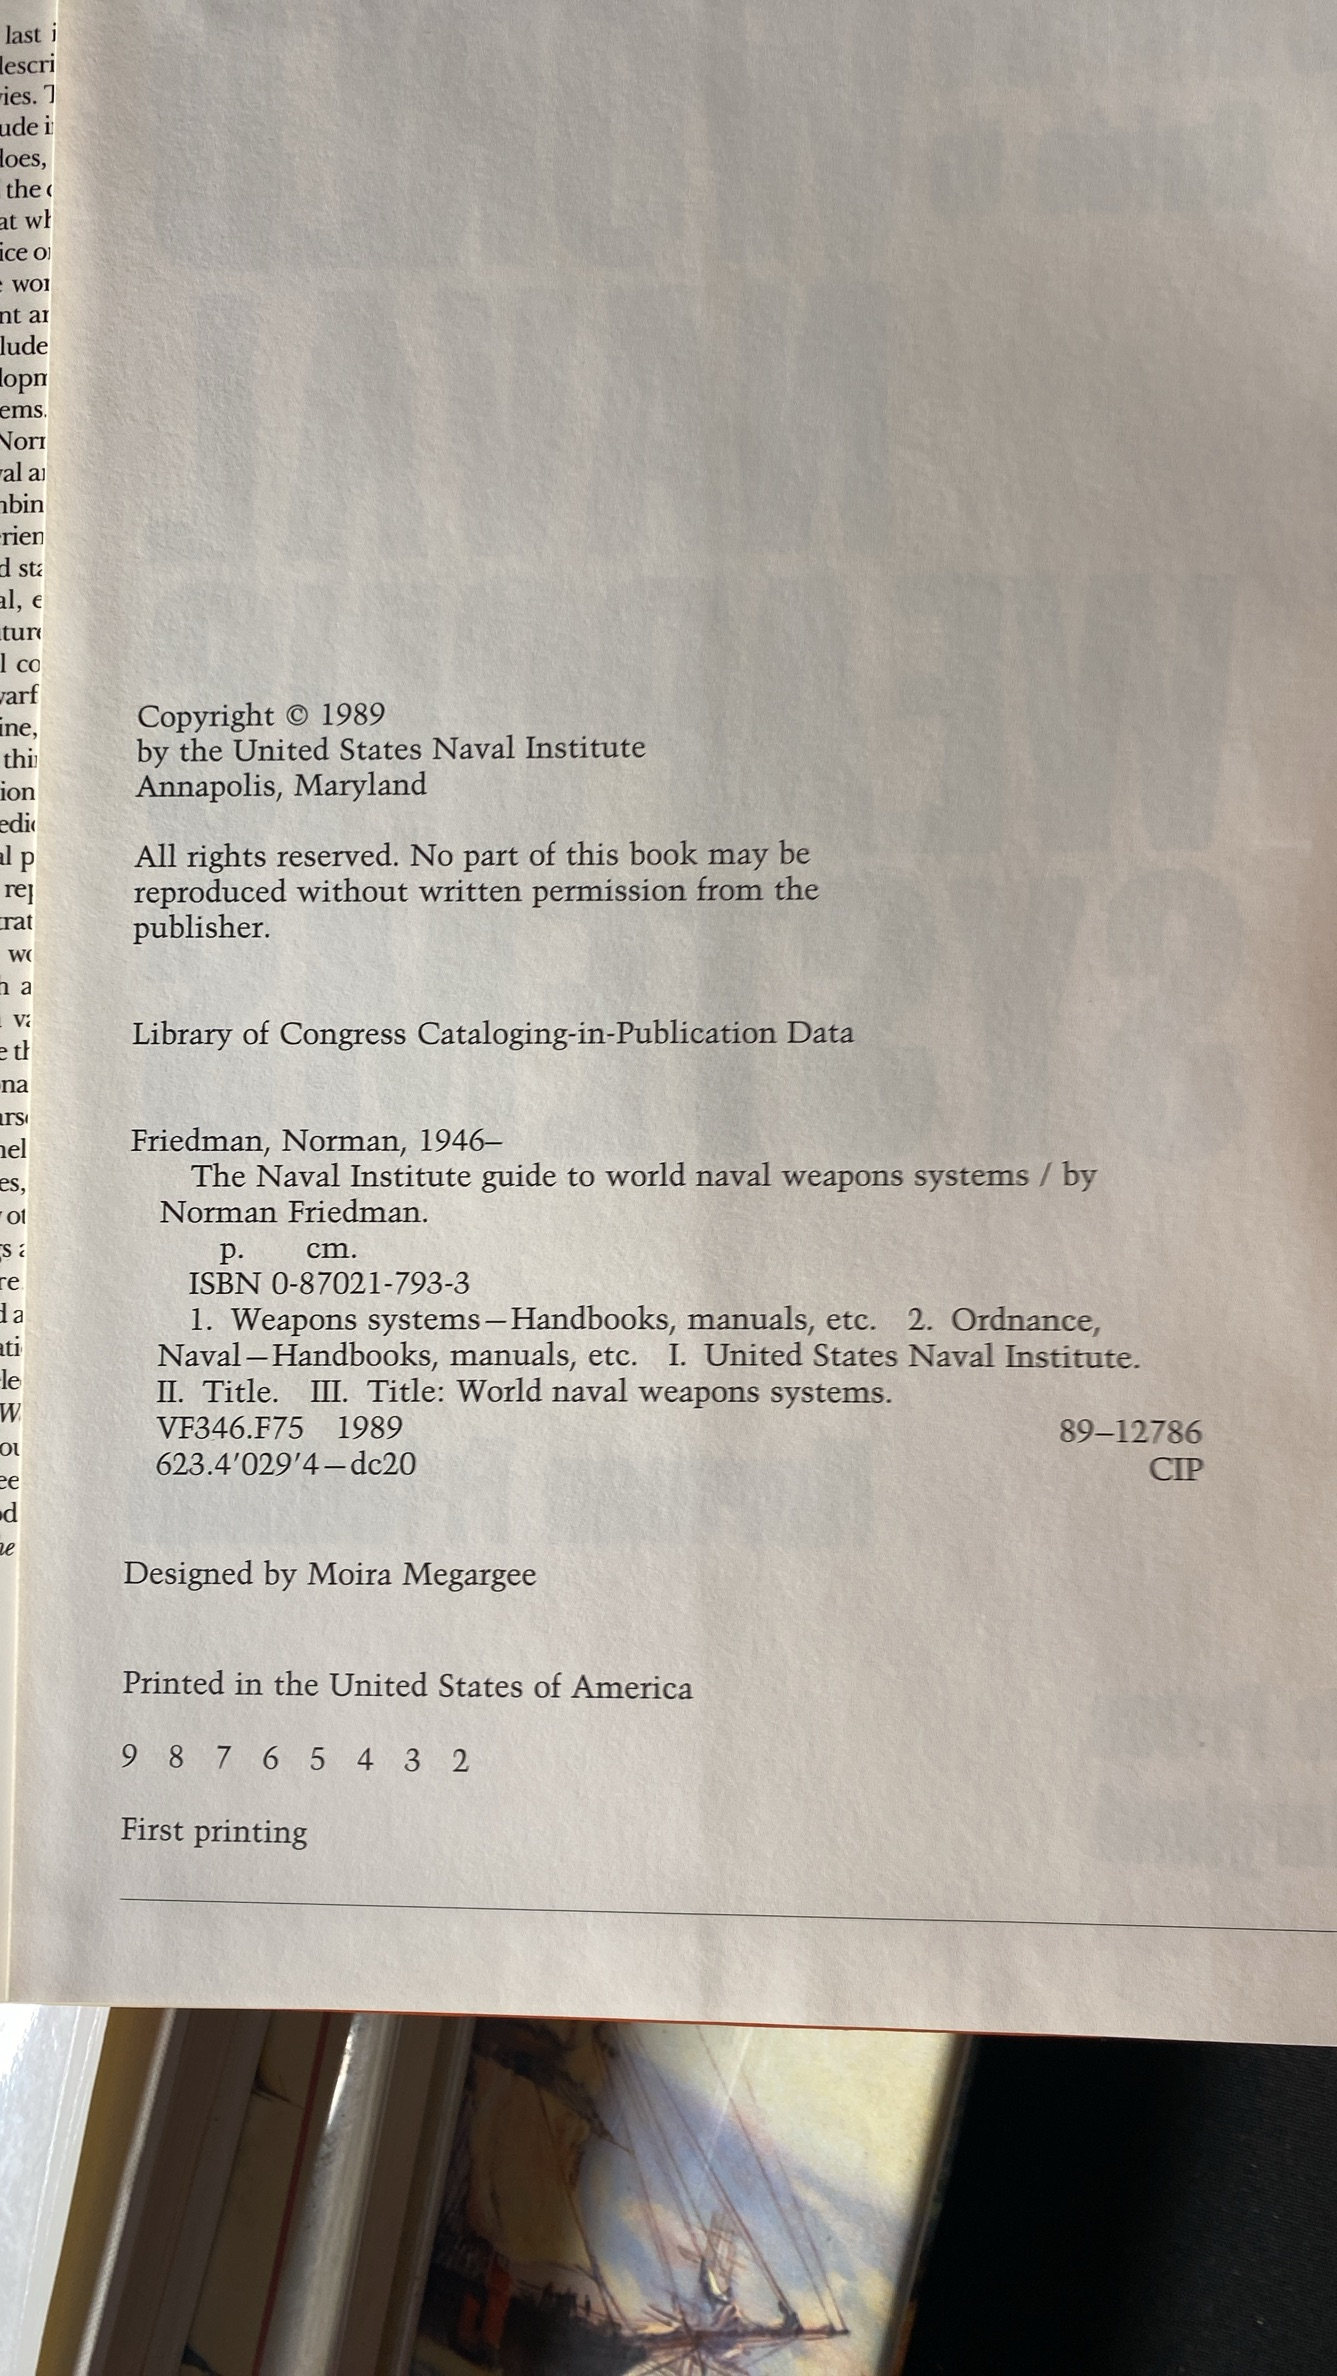 last
the
at
Copyright © 1989
by the United States Naval Institute
Annapolis, Maryland
All rights reserved. No part of this book may be
reproduced without written permission from the
publisher.
Library of Congress Cataloging-in-Publication Data
Friedman, Norman, 1946–
The Naval Institute guide to world naval weapons systems / by
Norman Friedman.
p. cm.
ISBN 0-87021-793-3
1. Weapons systems—Handbooks, manuals, etc. 2. Ordnance,
Naval—Handbooks, manuals, etc. I. United States Naval Institute.
II. Title. III. Title: World naval weapons systems.
VF346.F75 1989 89–12786
623.4'029'4—dc20 CIP
Designed by Moira Megargee
Printed in the United States of America
9 8 7 6 5 4 3 2
First printing